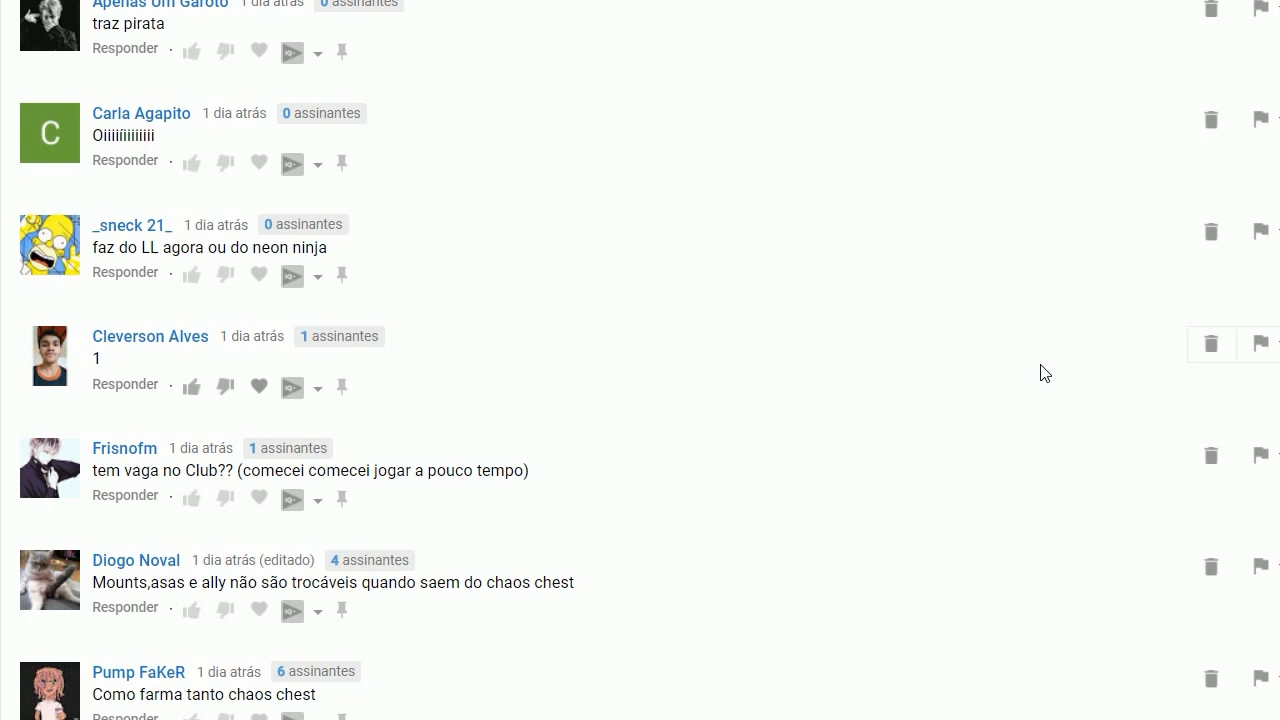 Apenas Um Garoto 1 dia atrás 0 assinantes
traz pirata
Responder ·
C
Carla Agapito 1 dia atrás 0 assinantes
Oiiiiíiiiiiiii
Responder ·
_sneck 21_ 1 dia atrás 0 assinantes
faz do LL agora ou do neon ninja
Responder ·
Cleverson Alves 1 dia atrás 1 assinantes
1
Responder ·
Frisnofm 1 dia atrás 1 assinantes
tem vaga no Club?? (comecei comecei jogar a pouco tempo)
Responder ·
Diogo Noval 1 dia atrás (editado) 4 assinantes
Mounts,asas e ally não são trocáveis quando saem do chaos chest
Responder ·
Pump FaKeR 1 dia atrás 6 assinantes
Como farma tanto chaos chest
Responder ·